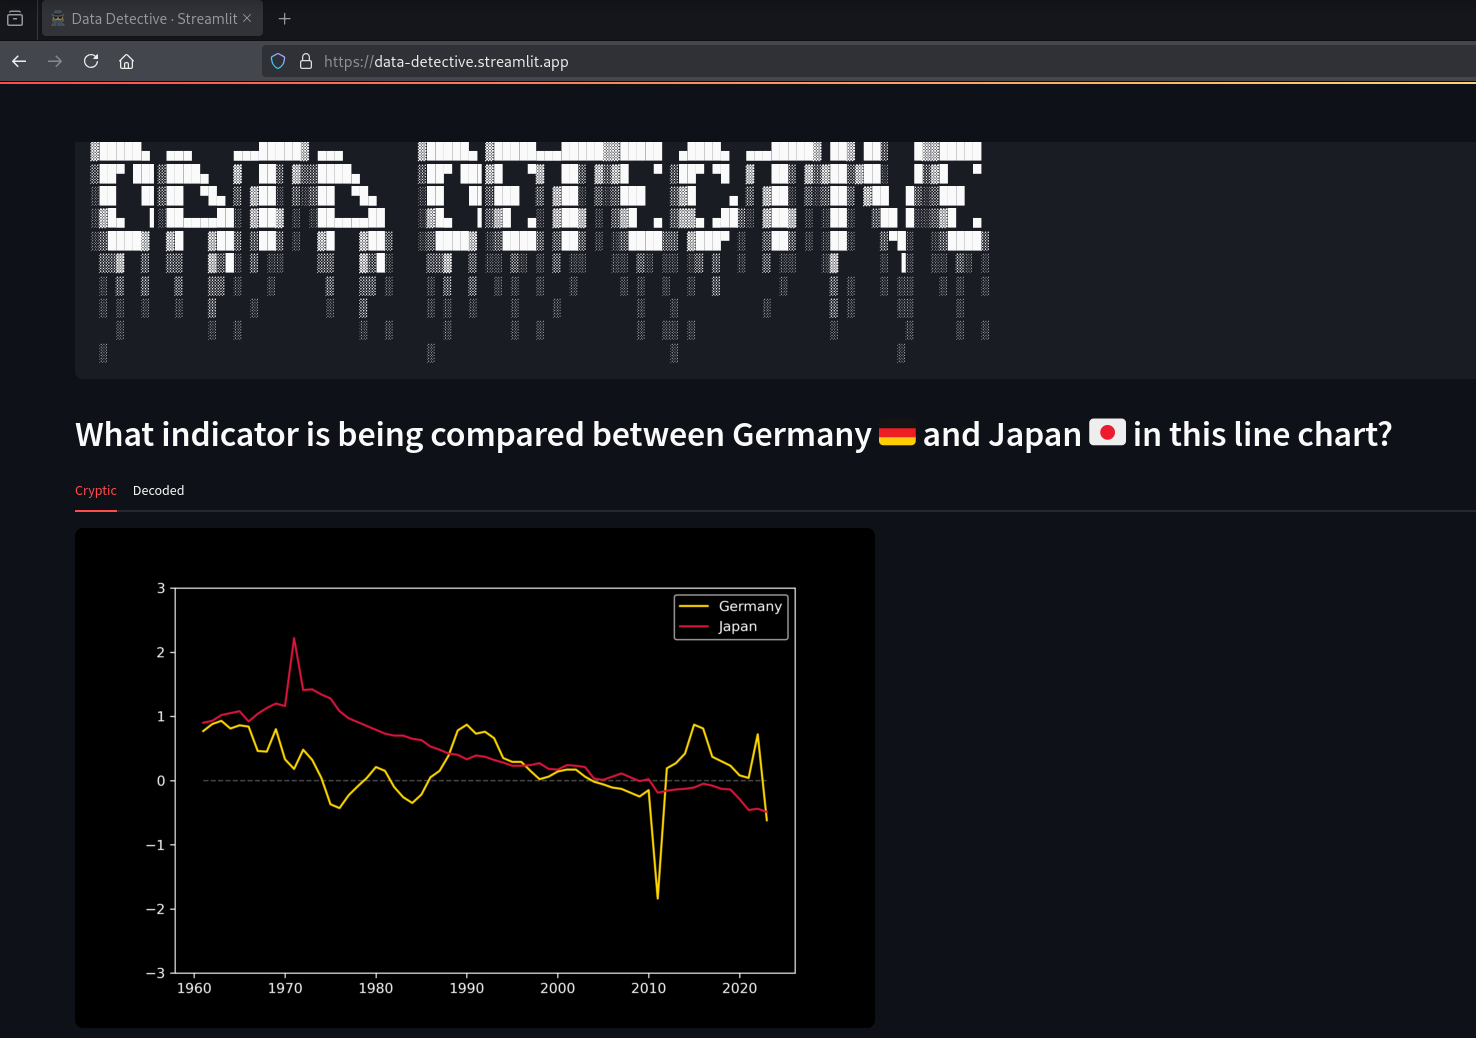 Data Detective · Streamlit
https://data-detective.streamlit.app
DATA DETECTIVE
What indicator is being compared between Germany 🇩🇪 and Japan 🇯🇵 in this line chart?
Cryptic Decoded
Germany
Japan
3
2
1
0
−1
−2
−3
1960 1970 1980 1990 2000 2010 2020